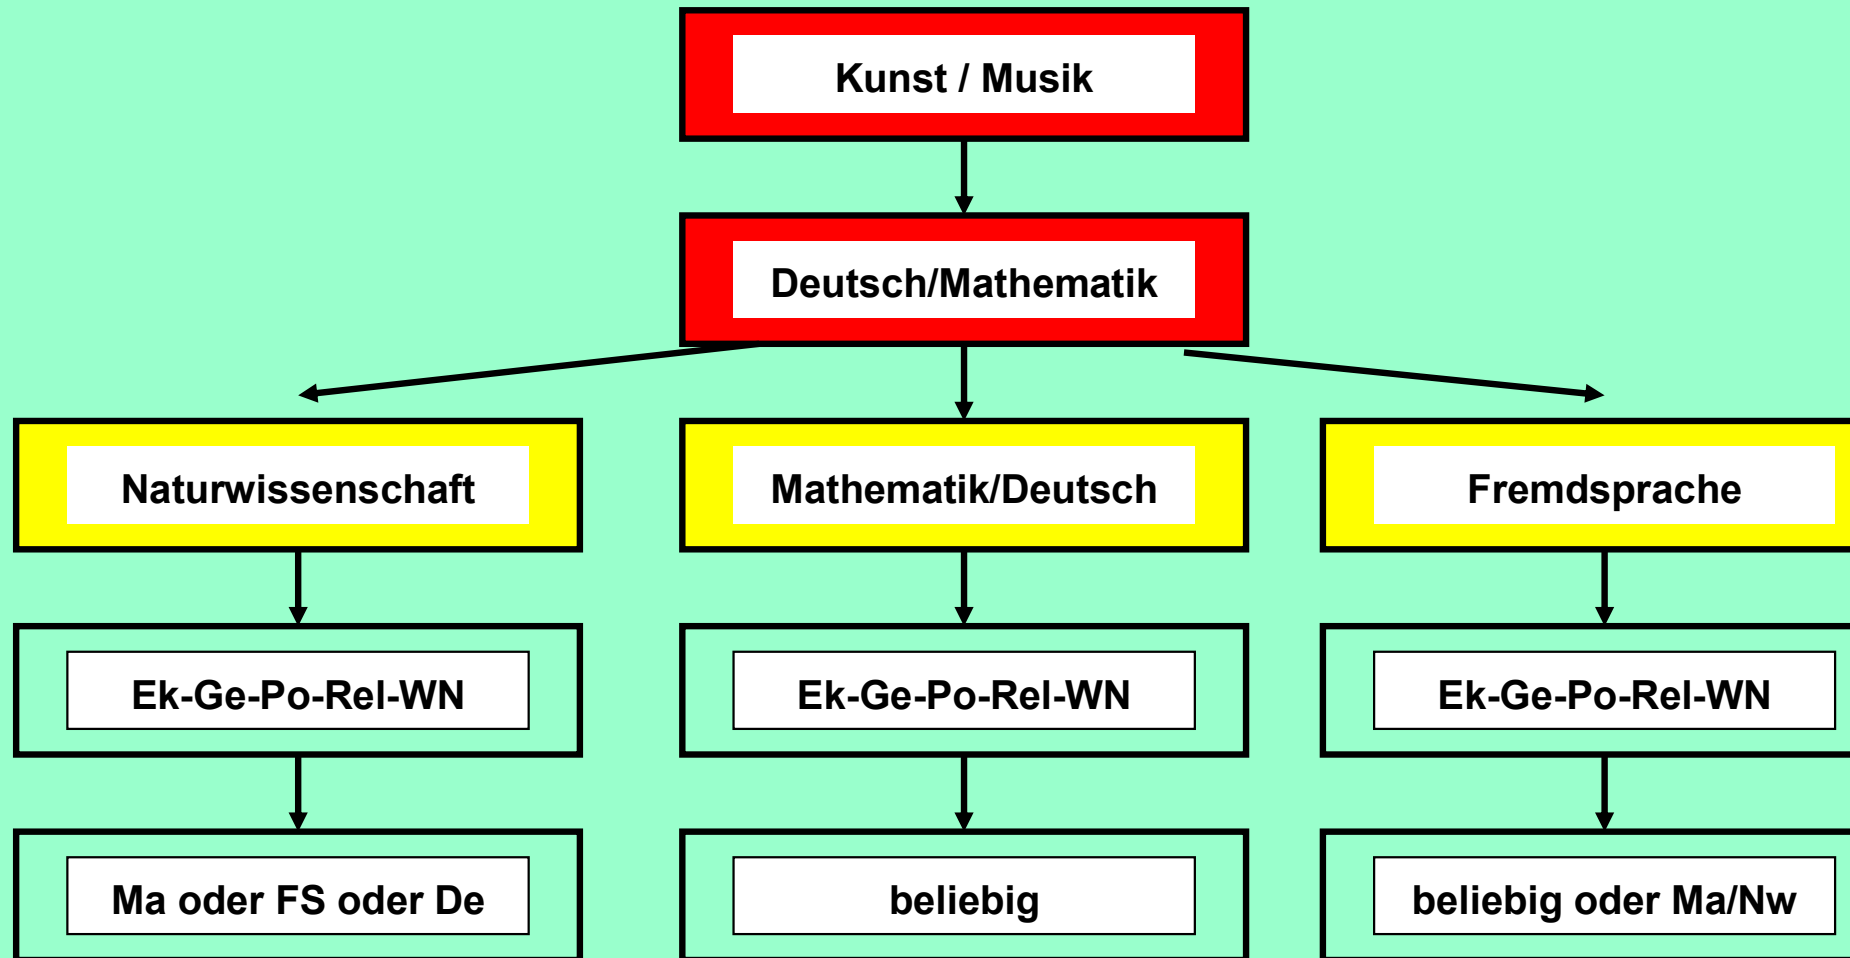 Kunst / Musik
Deutsch/Mathematik
Naturwissenschaft
Mathematik/Deutsch
Fremdsprache
Ek-Ge-Po-Rel-WN
Ek-Ge-Po-Rel-WN
Ek-Ge-Po-Rel-WN
Ma oder FS oder De
beliebig
beliebig oder Ma/Nw